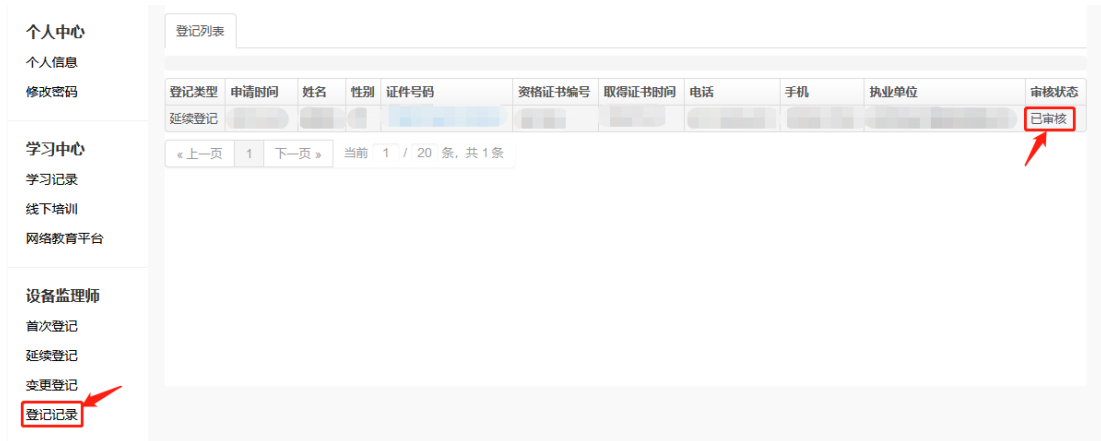 个人中心
个人信息
修改密码
学习中心
学习记录
线下培训
网络教育平台
设备监理师
首次登记
延续登记
变更登记
登记记录
登记列表
登记类型 申请时间 姓名 性别 证件号码 资格证书编号 取得证书时间 电话 手机 执业单位 审核状态
延续登记 已审核
« 上一页 1 下一页 » 当前 1 / 20 条, 共 1 条